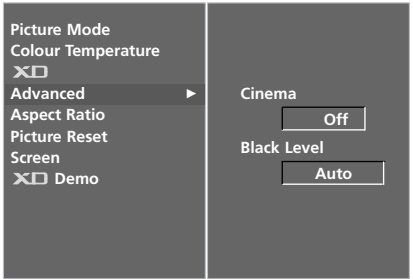 Picture Mode
Colour Temperature
XD
Advanced ►
Aspect Ratio
Picture Reset
Screen
XD Demo
Cinema
Off
Black Level
Auto